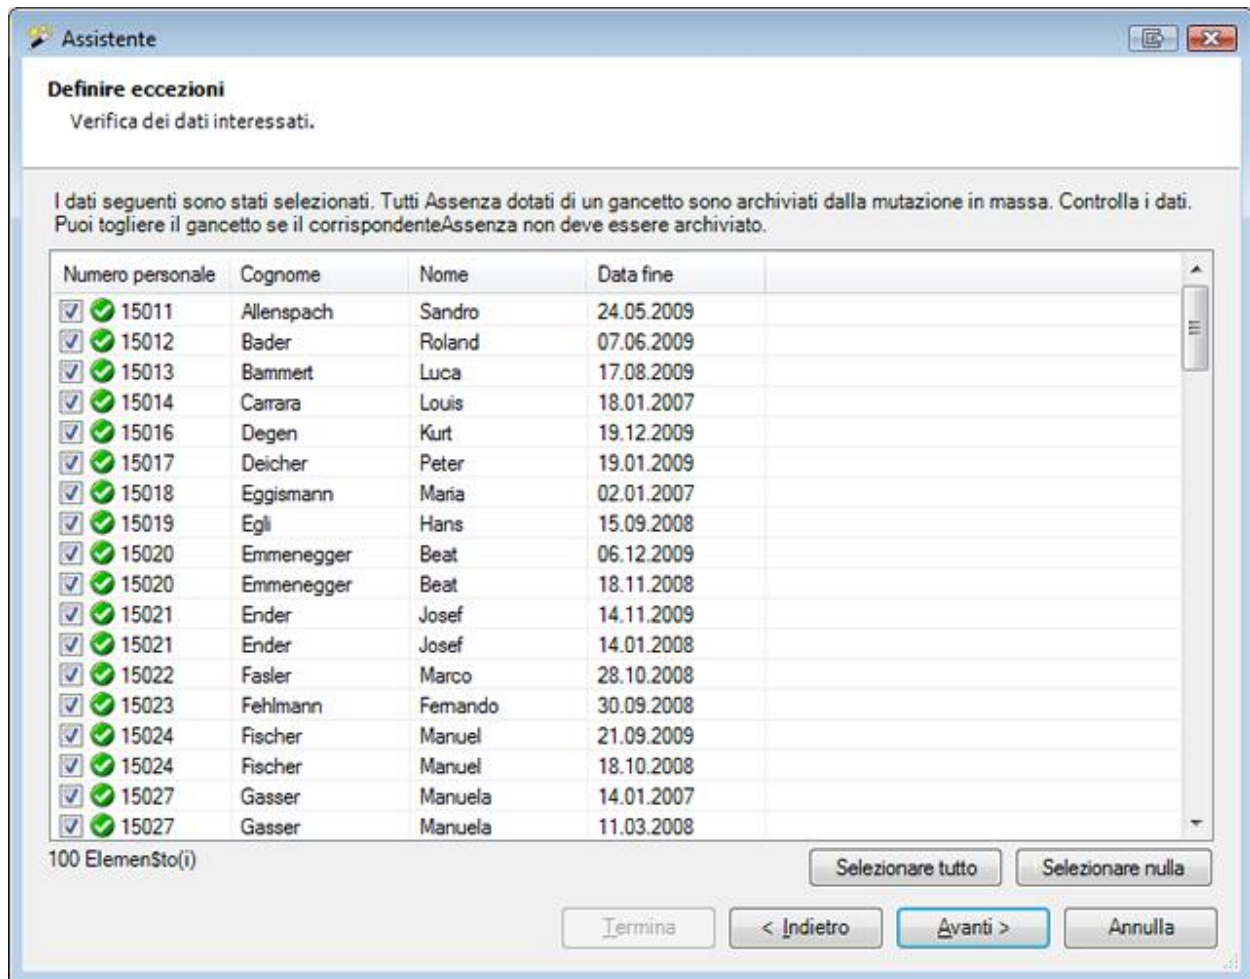 Assistente
Definire eccezioni
Verifica dei dati interessati.
I dati seguenti sono stati selezionati. Tutti Assenza dotati di un gancetto sono archiviati dalla mutazione in massa. Controlla i dati.
Puoi togliere il gancetto se il corrispondenteAssenza non deve essere archiviato.
Numero personale Cognome Nome Data fine
15011 Allenspach Sandro 24.05.2009
15012 Bader Roland 07.06.2009
15013 Bammert Luca 17.08.2009
15014 Carrara Louis 18.01.2007
15016 Degen Kurt 19.12.2009
15017 Deicher Peter 19.01.2009
15018 Eggismann Maria 02.01.2007
15019 Egli Hans 15.09.2008
15020 Emmenegger Beat 06.12.2009
15020 Emmenegger Beat 18.11.2008
15021 Ender Josef 14.11.2009
15021 Ender Josef 14.01.2008
15022 Fasler Marco 28.10.2008
15023 Fehlmann Fernando 30.09.2008
15024 Fischer Manuel 21.09.2009
15024 Fischer Manuel 18.10.2008
15027 Gasser Manuela 14.01.2007
15027 Gasser Manuela 11.03.2008
100 Elemen$to(i)
Selezionare tutto Selezionare nulla
Termina < Indietro Avanti > Annulla